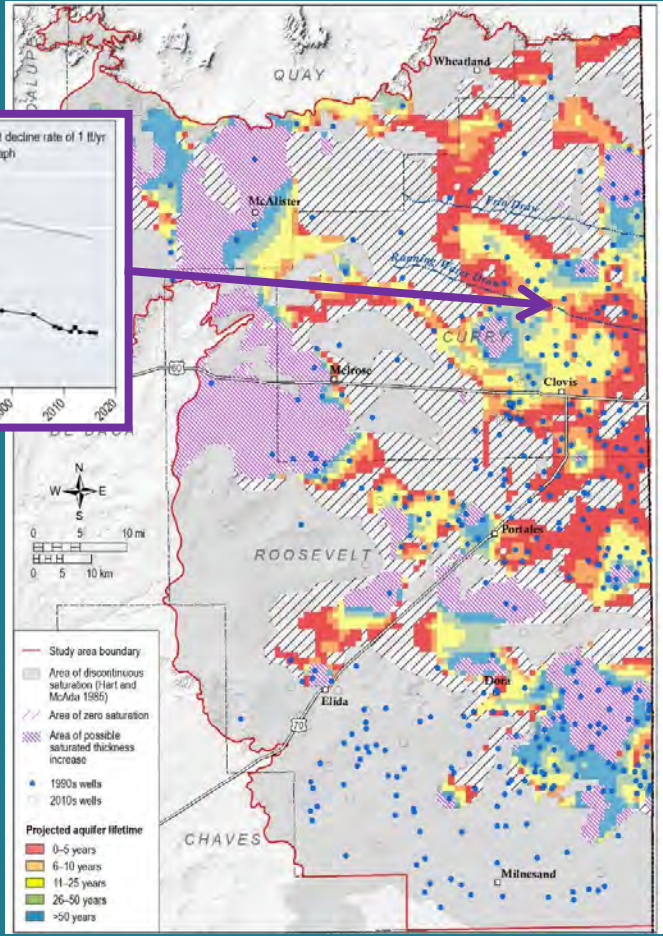 Wheatland
QUAY
DALUPE
decline rate of 1 ft/yr
aph
McAlister
Frio Draw
Running Water Draw
CURRY
60
Melrose
Clovis
2010
2020
DE BACA
N
W E
S
0 5 10 mi
0 5 10 km
Portales
ROOSEVELT
Dora
Elida
70
CHAVES
Milnesand
Study area boundary
Area of discontinuous
saturation (Hart and
McAda 1985)
Area of zero saturation
Area of possible
saturated thickness
increase
1990s wells
2010s wells
Projected aquifer lifetime
0–5 years
6–10 years
11–25 years
26–50 years
>50 years